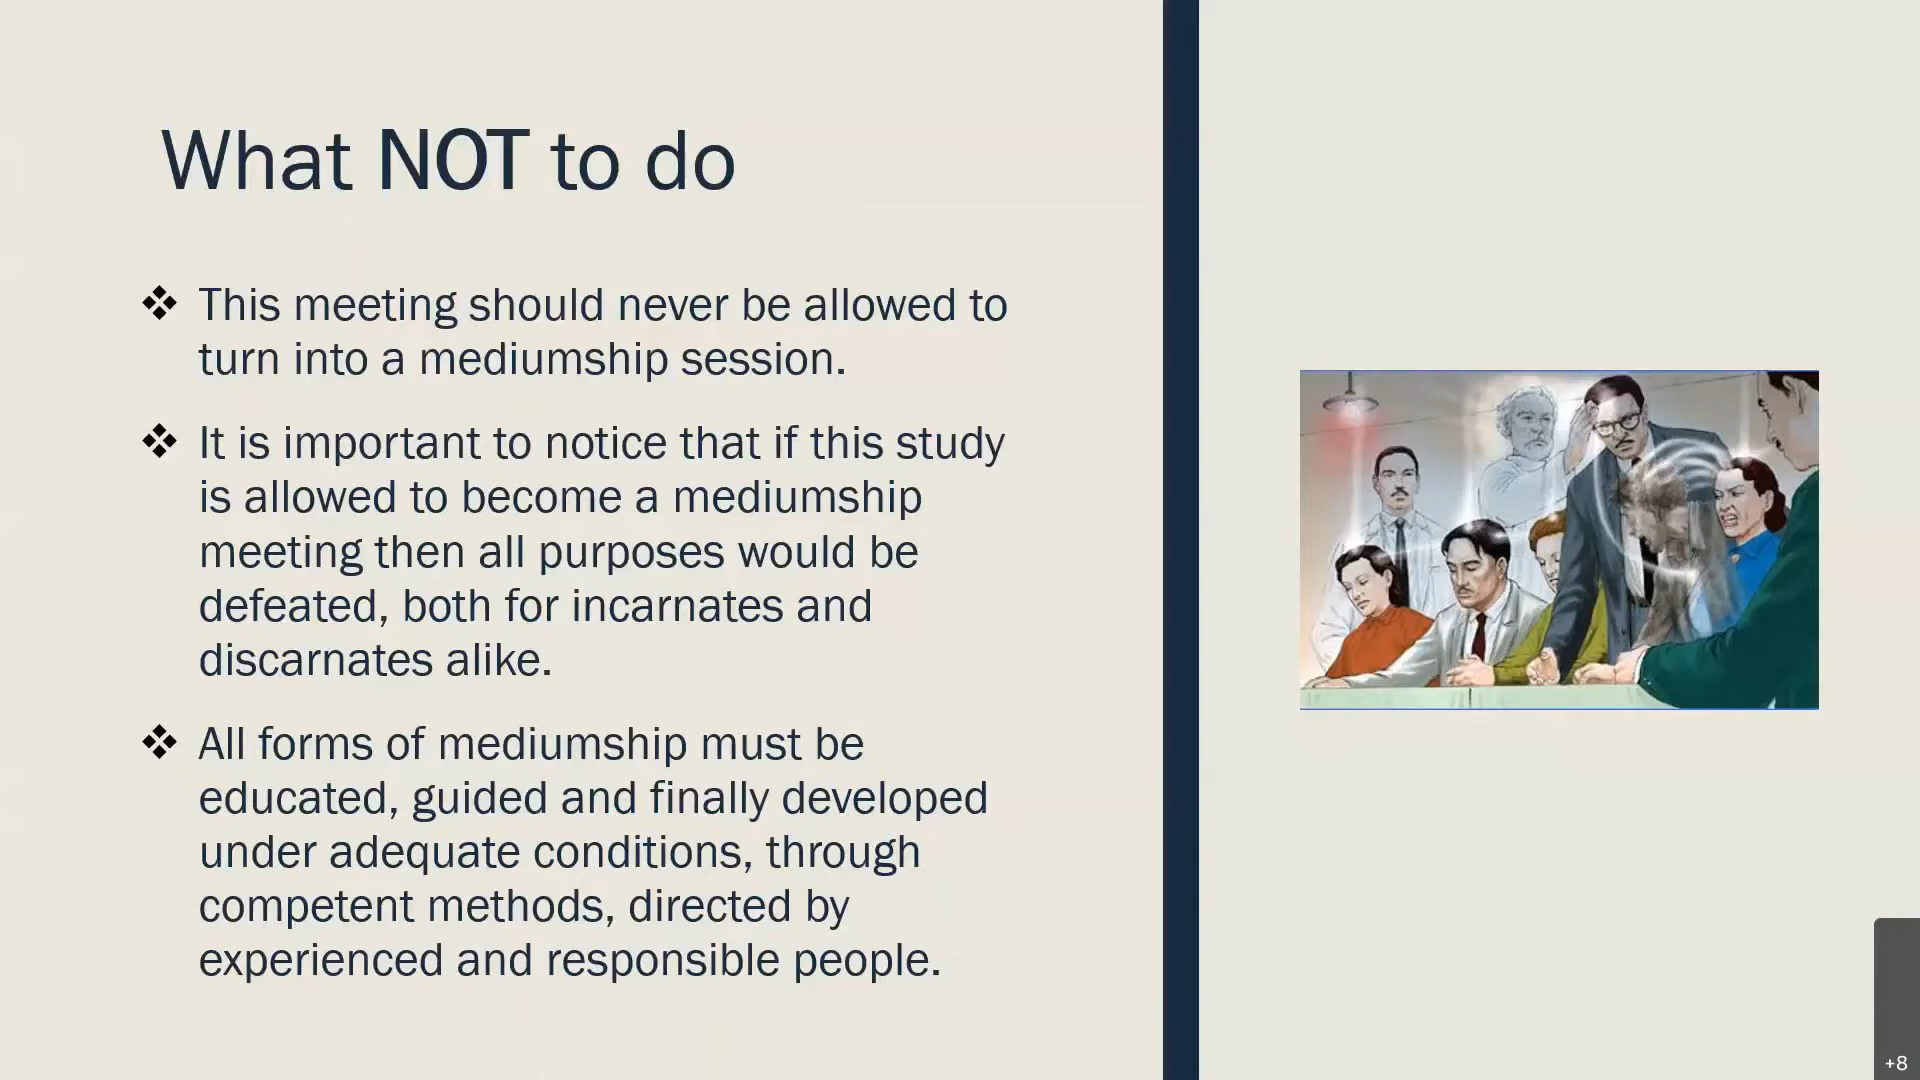 What NOT to do
❖ This meeting should never be allowed to
turn into a mediumship session.
❖ It is important to notice that if this study
is allowed to become a mediumship
meeting then all purposes would be
defeated, both for incarnates and
discarnates alike.
❖ All forms of mediumship must be
educated, guided and finally developed
under adequate conditions, through
competent methods, directed by
experienced and responsible people.
+8